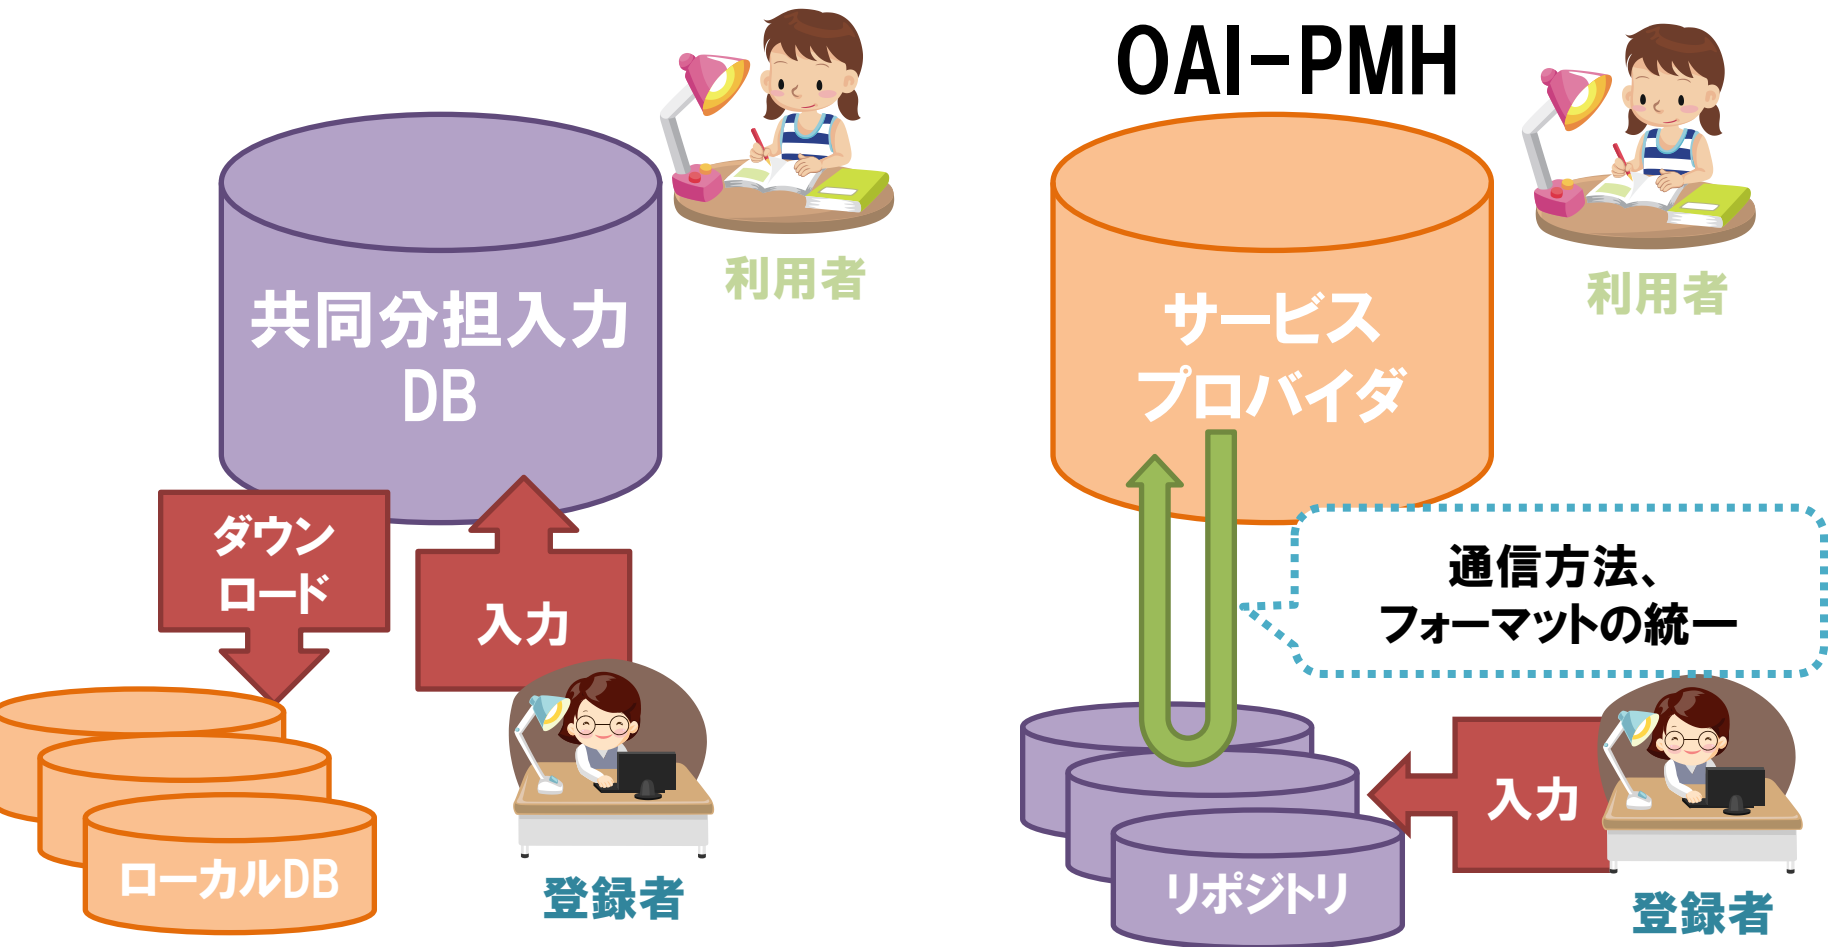 利用者
共同分担入力
DB
ダウン
ロード
入力
ローカルDB
登録者
OAI-PMH
利用者
サービス
プロバイダ
通信方法、
フォーマットの統一
入力
リポジトリ
登録者